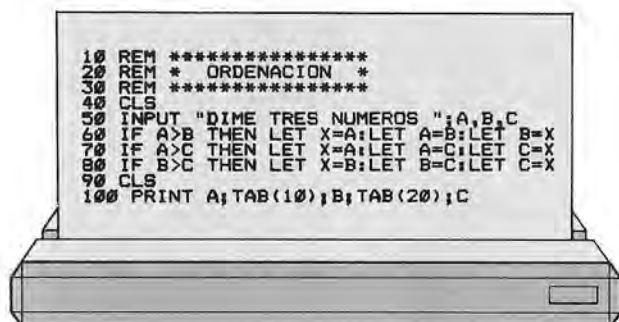 10 REM ****************
20 REM *  ORDENACION  *
30 REM ****************
40 CLS
50 INPUT "DIME TRES NUMEROS ";A,B,C
60 IF A>B THEN LET X=A:LET A=B:LET B=X
70 IF A>C THEN LET X=A:LET A=C:LET C=X
80 IF B>C THEN LET X=B:LET B=C:LET C=X
90 CLS
100 PRINT A;TAB(10);B;TAB(20);C